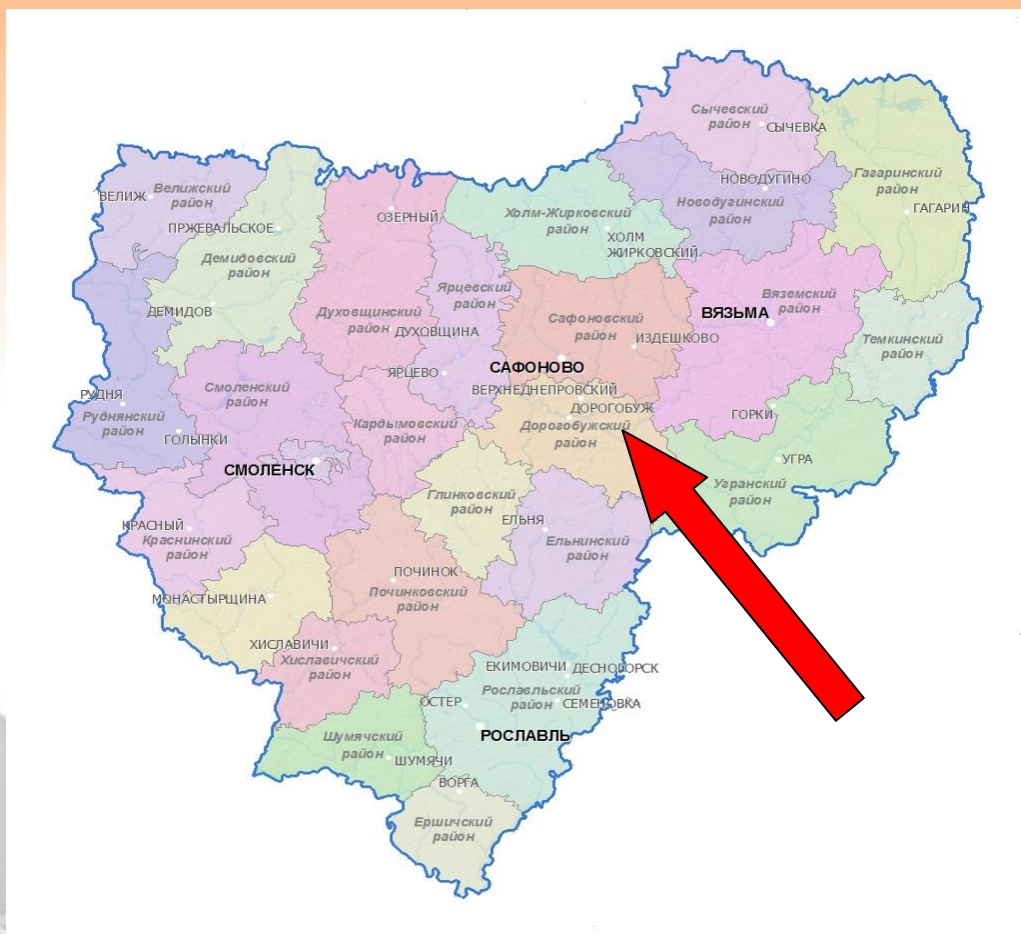 Сычевский
район
СЫЧЕВКА
Гагаринский
район
ГАГАРИН
НОВОДУГИНО
Новодугинский
район
ВЕЛИЖ
Велижский
район
ПРЖЕВАЛЬСКОЕ
Демидовский
район
ДЕМИДОВ
ОЗЕРНЫЙ
Духовщинский
район
ДУХОВЩИНА
Холм-Жирковский
район
ХОЛМ
ЖИРКОВСКИЙ
Ярцевский
район
ЯРЦЕВО
Сафоновский
район
ИЗДЕШКОВО
САФОНОВО
ВЯЗЬМА
Вяземский
район
Темкинский
район
ВЕРХНЕДНЕПРОВСКИЙ
ДОРОГОБУЖ
Дорогобужский
район
ГОРКИ
УГРА
Угранский
район
РУДНЯ
Руднянский
район
ГОЛЫНКИ
Смоленский
район
СМОЛЕНСК
Кардымовский
район
Глинковский
район
ЕЛЬНЯ
Ельнинский
район
КРАСНЫЙ
Краснинский
район
МОНАСТЫРЩИНА
ПОЧИНОК
Починковский
район
ХИСЛАВИЧИ
Хиславичский
район
ЕКИМОВИЧИ
ДЕСНОГОРСК
Рославльский
район
СЕМЕНОВКА
ОСТЕР
РОСЛАВЛЬ
Шумячский
район
ШУМЯЧИ
ВОРГА
Ершичский
район